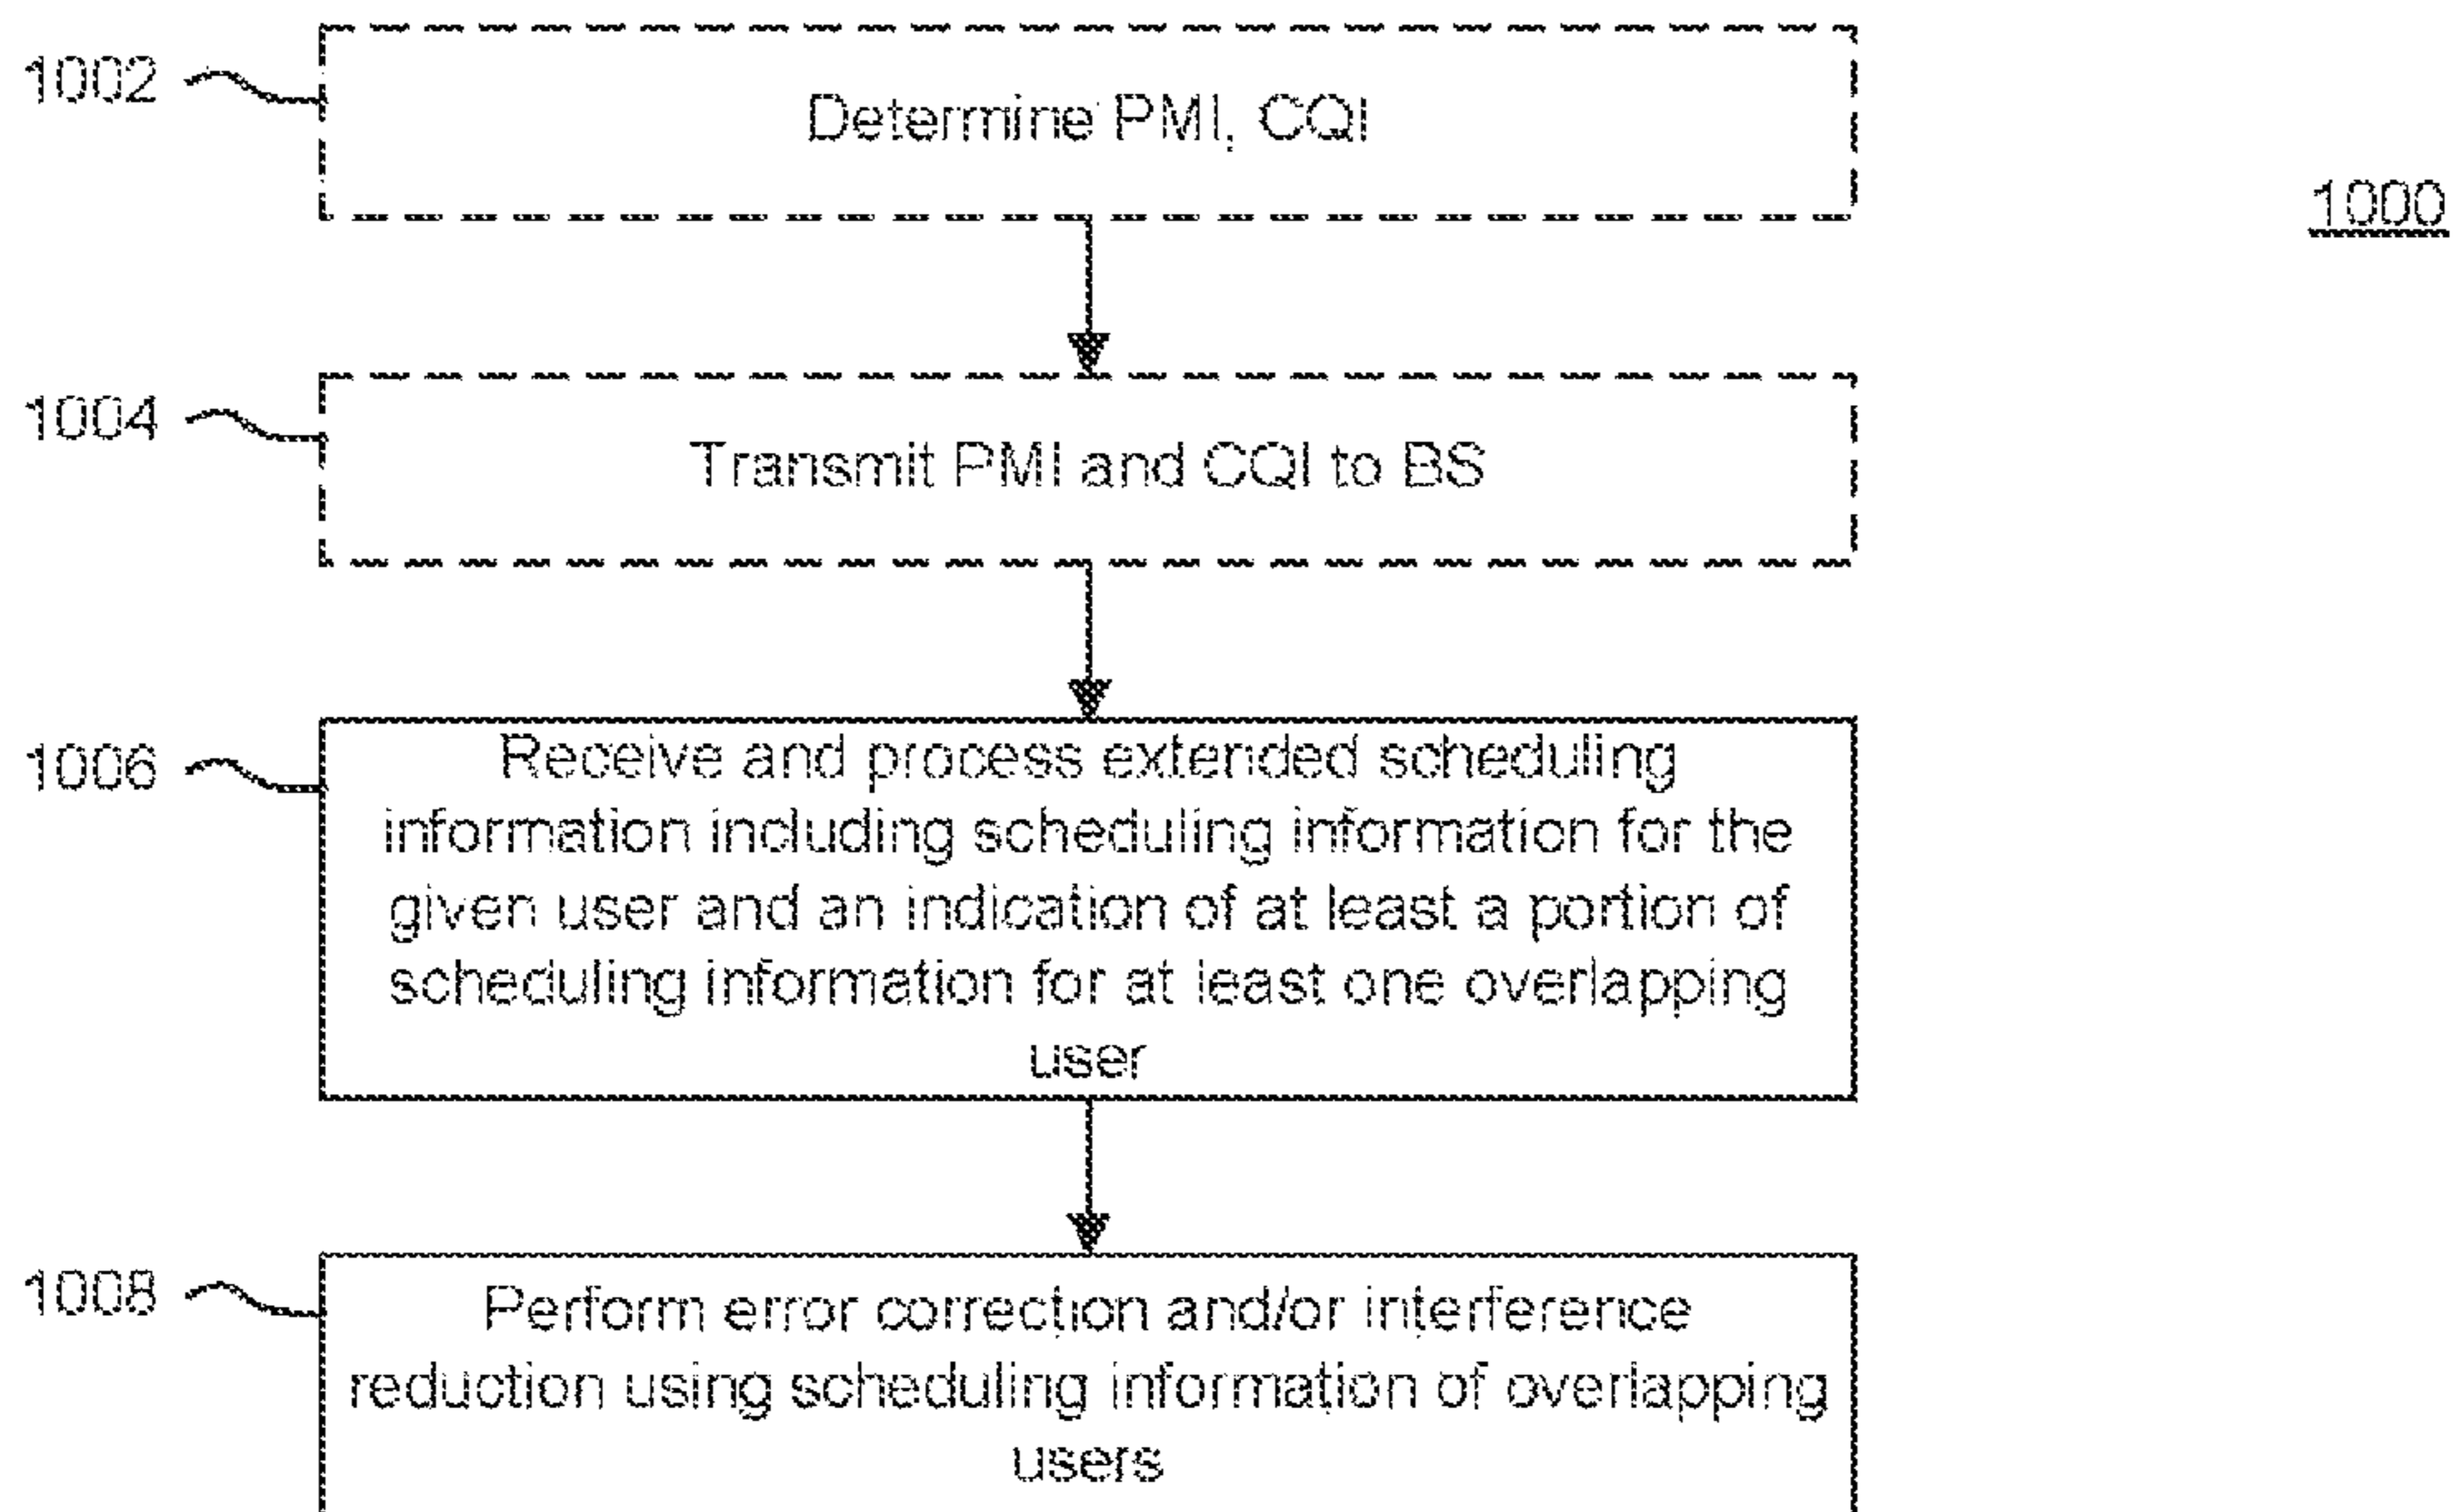 1002
Determine PMI, CQI
1000
1004
Transmit PMI and CQI to BS
1006
Receive and process extended scheduling
information including scheduling information for the
given user and an indication of at least a portion of
scheduling information for at least one overlapping
user
1008
Perform error correction and/or interference
reduction using scheduling information of overlapping
users